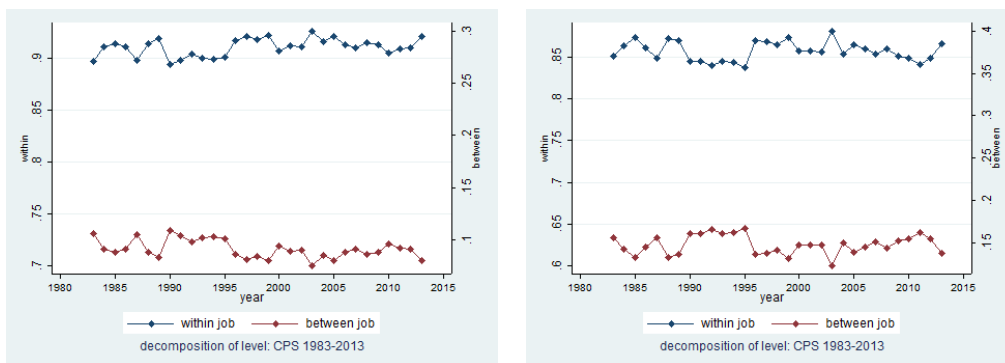 within
.7 .75 .8 .85 .9
between
.1 .15 .2 .25 .3
1980 1985 1990 1995 2000 2005 2010 2015
year
within job between job
decomposition of level: CPS 1983-2013
within
.6 .65 .7 .75 .8 .85
between
.15 .2 .25 .3 .35 .4
1980 1985 1990 1995 2000 2005 2010 2015
year
within job between job
decomposition of level: CPS 1983-2013